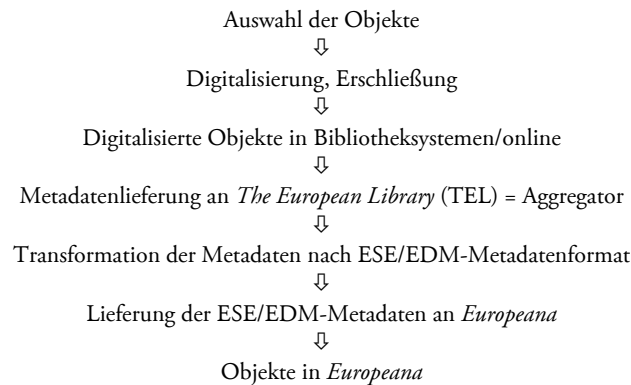 Auswahl der Objekte
⇩
Digitalisierung, Erschließung
⇩
Digitalisierte Objekte in Bibliotheksystemen/online
⇩
Metadatenlieferung an The European Library (TEL) = Aggregator
⇩
Transformation der Metadaten nach ESE/EDM-Metadatenformat
⇩
Lieferung der ESE/EDM-Metadaten an Europeana
⇩
Objekte in Europeana